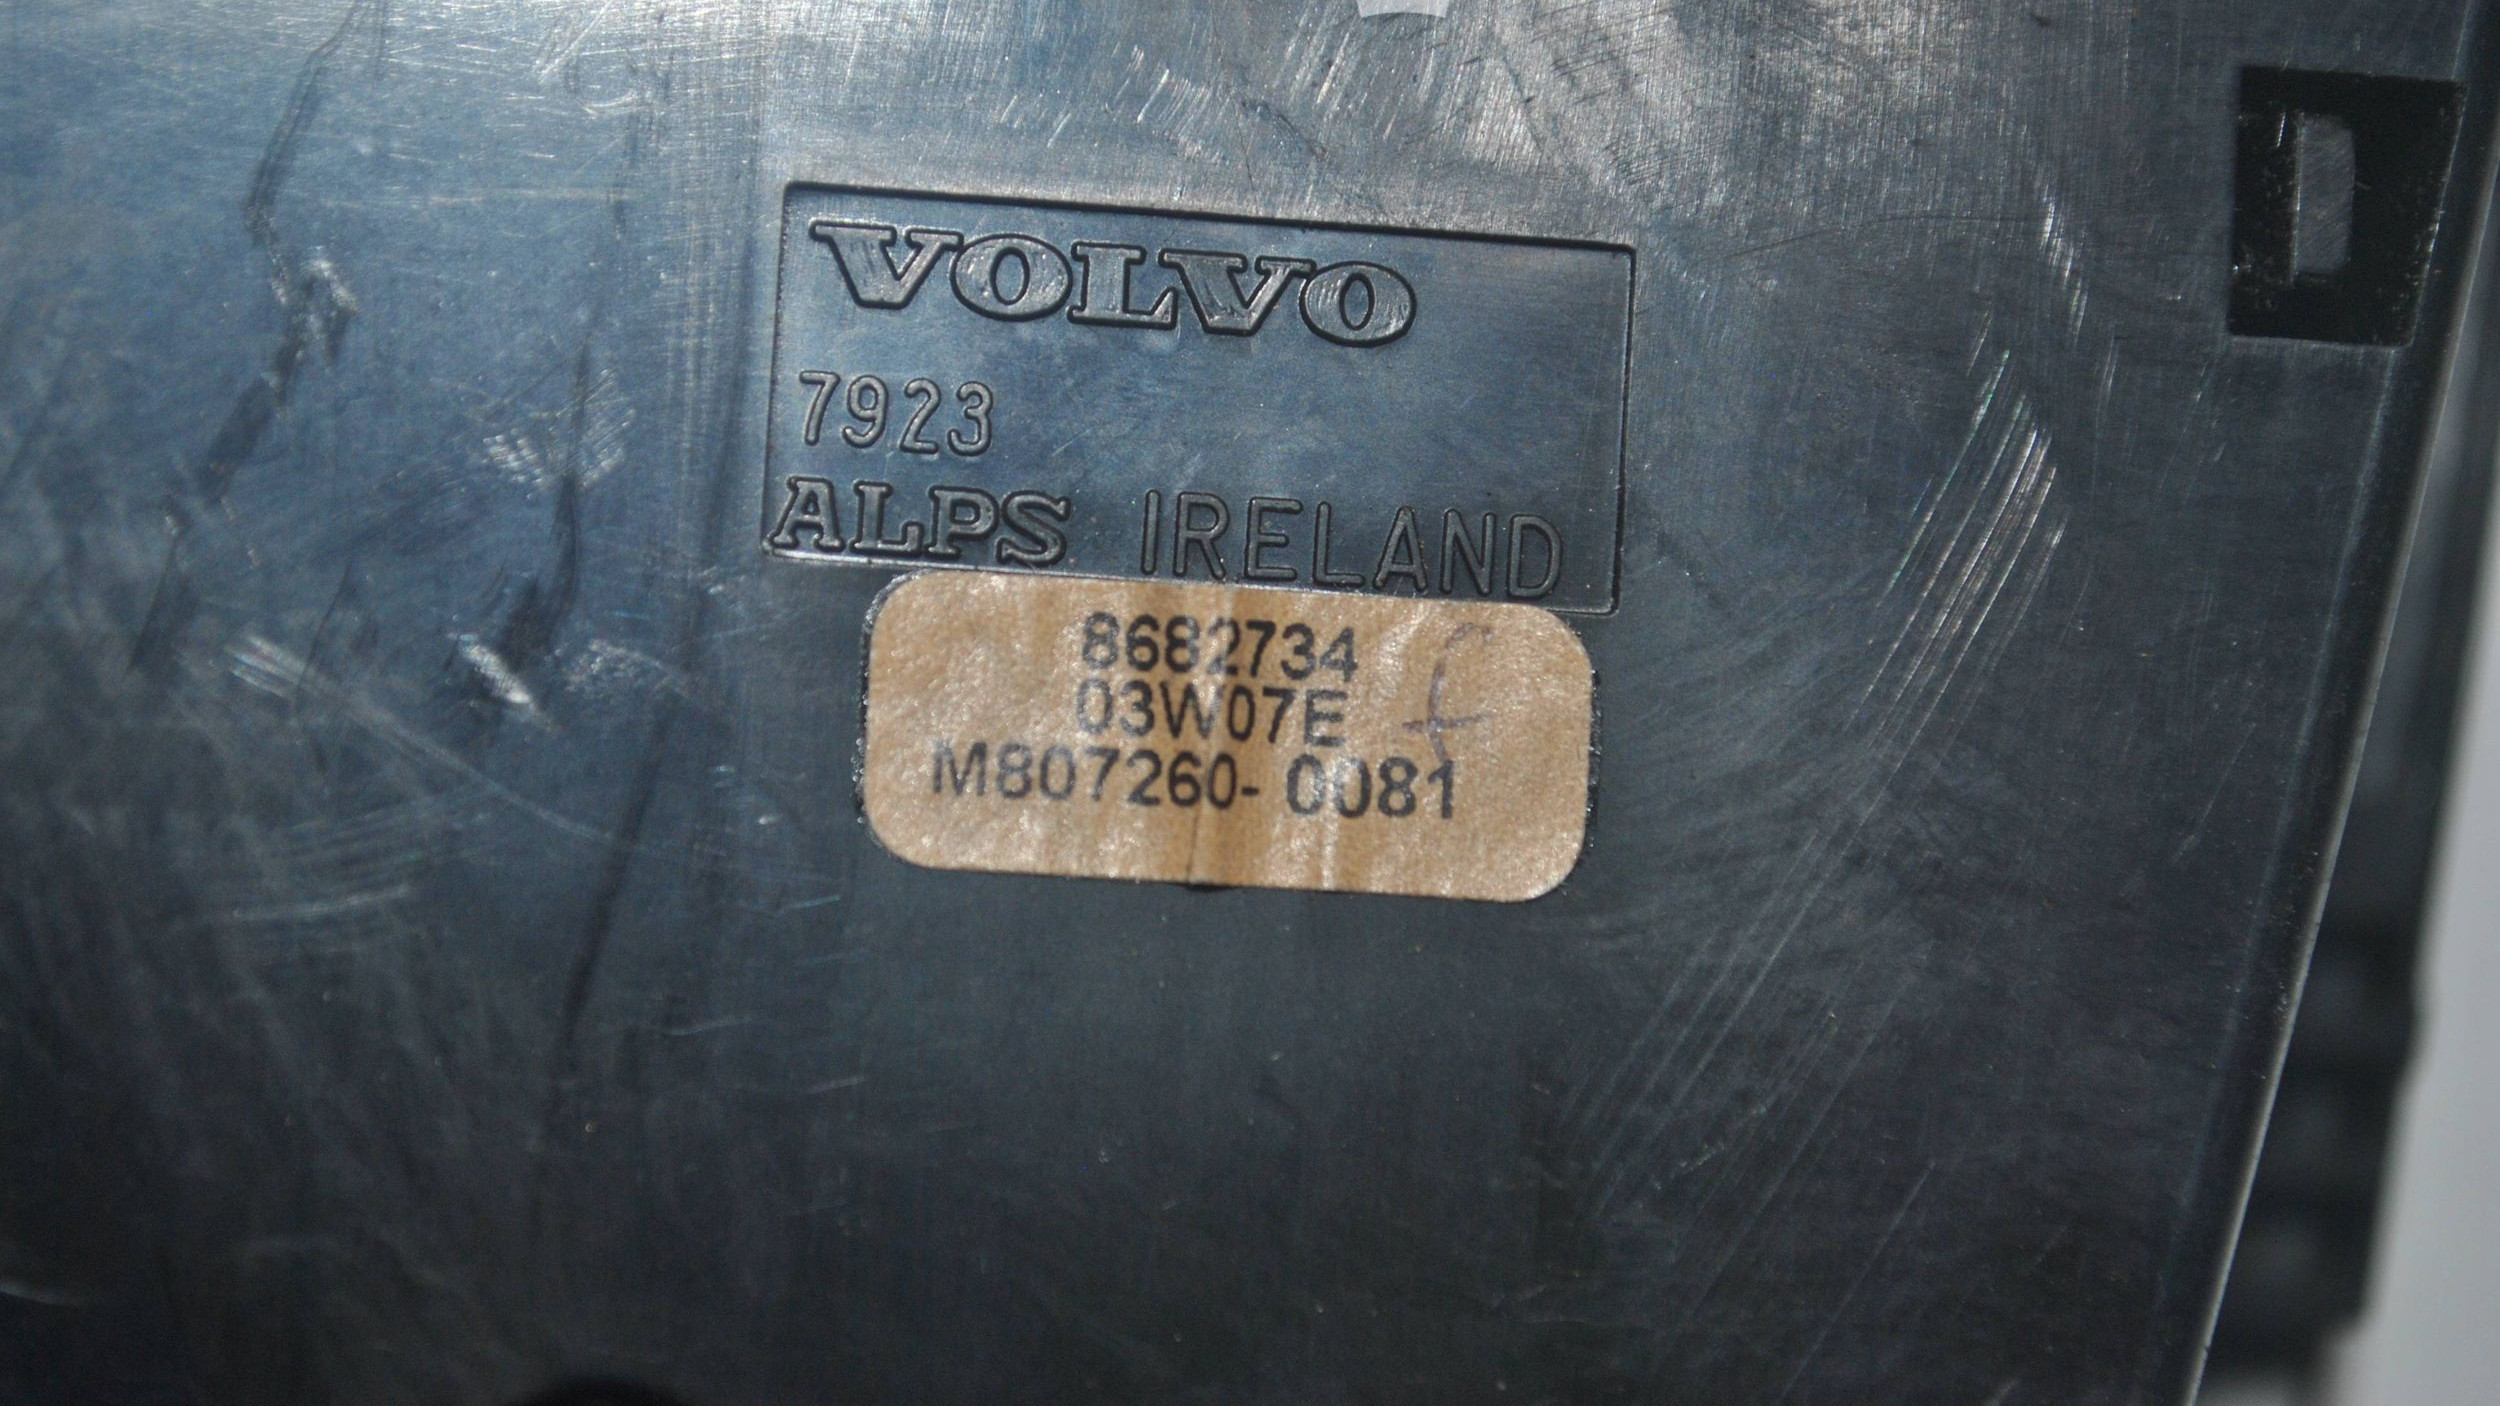 VOLVO
7923
ALPS IRELAND
8682734
03W07E
M807260-0081